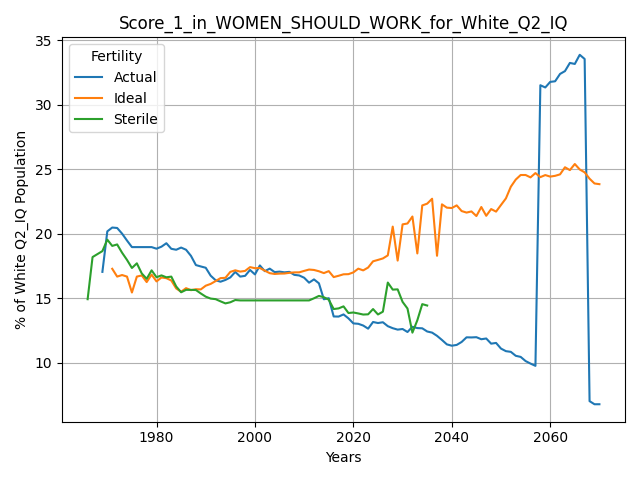 Score_1_in_WOMEN_SHOULD_WORK_for_White_Q2_IQ
Fertility
Actual
Ideal
Sterile
% of White Q2_IQ Population
35
30
25
20
15
10
1980
2000
2020
2040
2060
Years